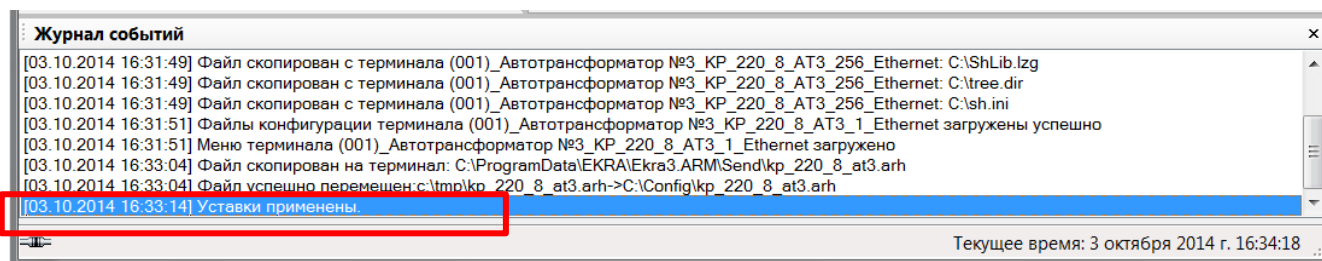 Журнал событий
[03.10.2014 16:31:49] Файл скопирован с терминала (001)_Автотрансформатор №3_KP_220_8_AT3_256_Ethernet: C:\ShLib.lzg
[03.10.2014 16:31:49] Файл скопирован с терминала (001)_Автотрансформатор №3_KP_220_8_AT3_256_Ethernet: C:\tree.dir
[03.10.2014 16:31:49] Файл скопирован с терминала (001)_Автотрансформатор №3_KP_220_8_AT3_256_Ethernet: C:\sh.ini
[03.10.2014 16:31:51] Файлы конфигурации терминала (001)_Автотрансформатор №3_KP_220_8_AT3_1_Ethernet загружены успешно
[03.10.2014 16:31:51] Меню терминала (001)_Автотрансформатор №3_KP_220_8_AT3_1_Ethernet загружено
[03.10.2014 16:33:04] Файл скопирован на терминал: C:\ProgramData\EKRA\Ekra3.ARM\Send\kp_220_8_at3.arh
[03.10.2014 16:33:04] Файл успешно перемещен:c:\tmp\kp_220_8_at3.arh->C:\Config\kp_220_8_at3.arh
[03.10.2014 16:33:14] Уставки применены.
Текущее время: 3 октября 2014 г. 16:34:18